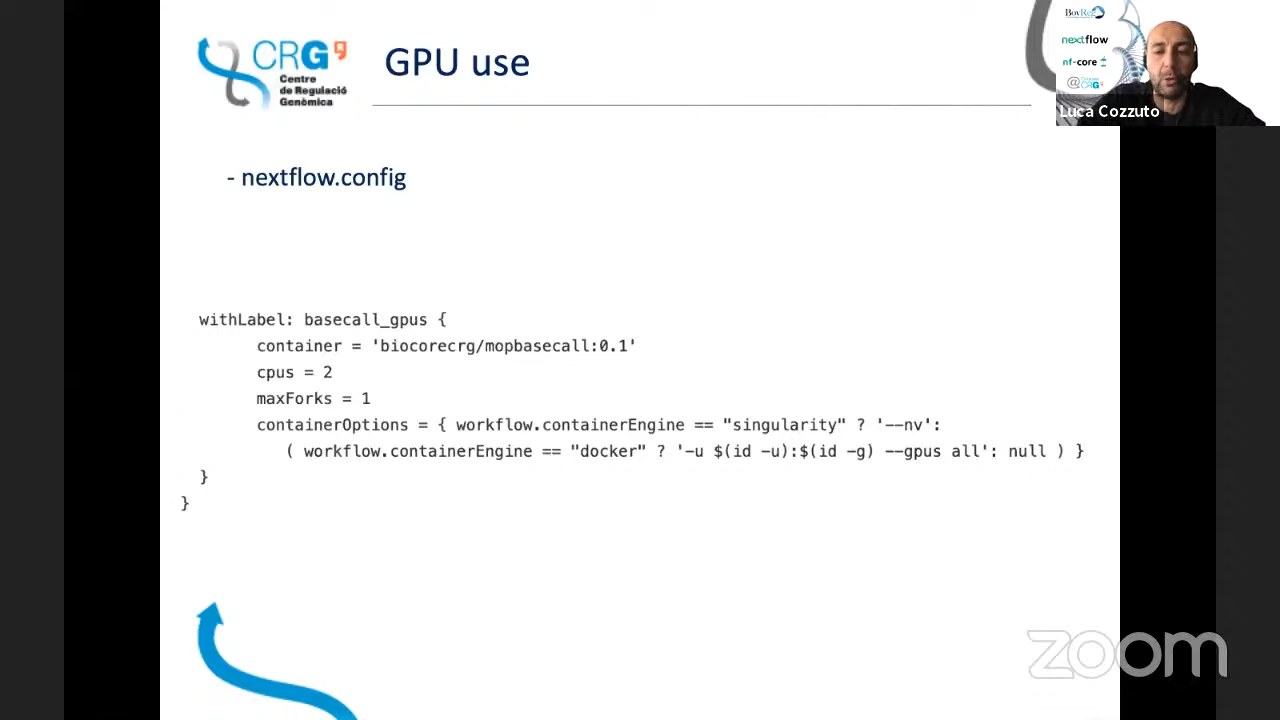 CRG
Centre
de Regulació
Genòmica
GPU use
BovReg
nextflow
nf-core
CRG
Luca Cozzuto
- nextflow.config
withLabel: basecall_gpus {
container = 'biocorecrg/mopbasecall:0.1'
cpus = 2
maxForks = 1
containerOptions = { workflow.containerEngine == "singularity" ? '--nv':
( workflow.containerEngine == "docker" ? '-u $(id -u):$(id -g) --gpus all': null ) }
}
}
zoom